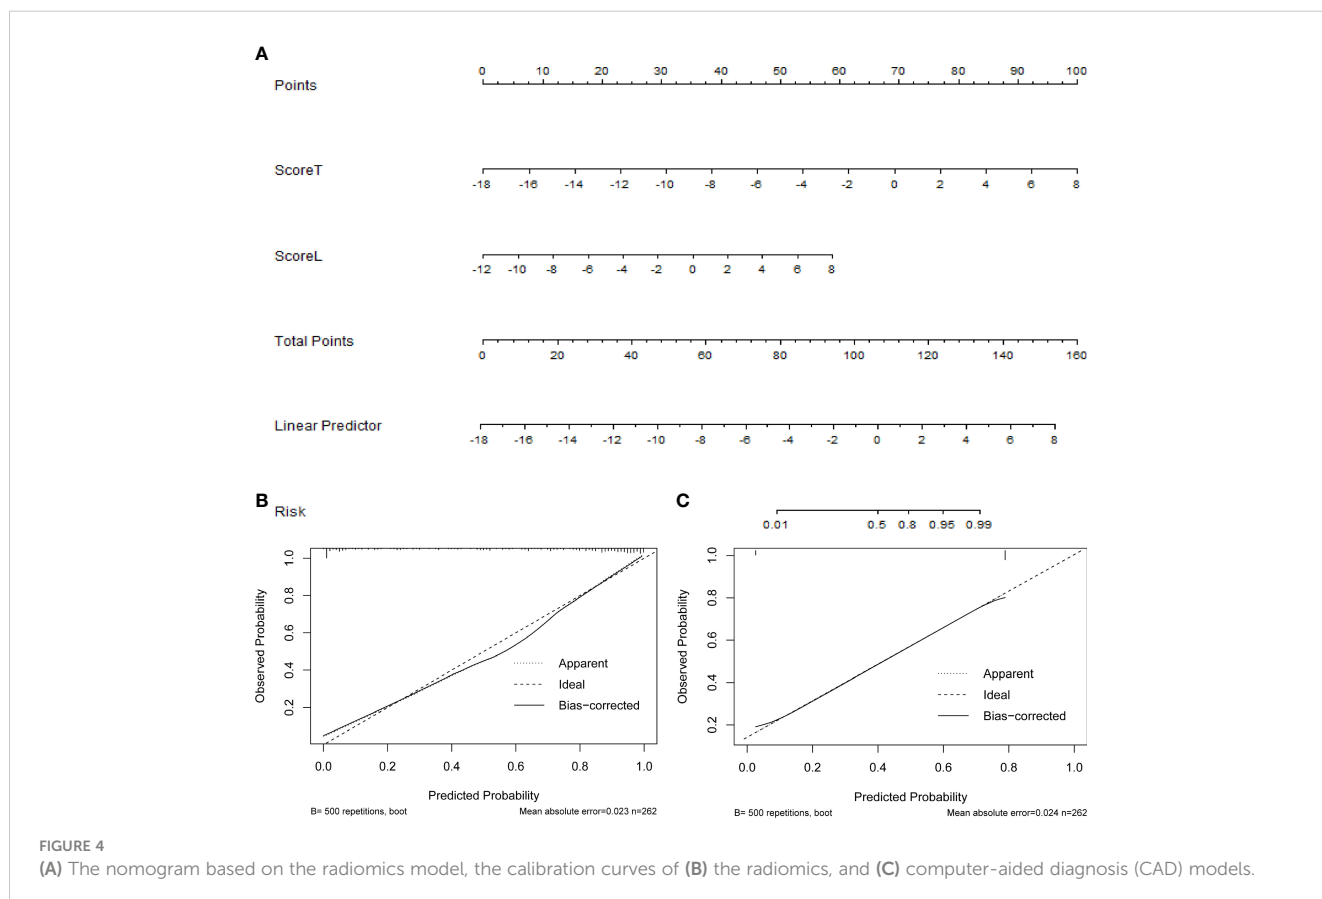 A
Points
0 10 20 30 40 50 60 70 80 90 100
ScoreT
-18 -16 -14 -12 -10 -8 -6 -4 -2 0 2 4 6 8
ScoreL
-12 -10 -8 -6 -4 -2 0 2 4 6 8
Total Points
0 20 40 60 80 100 120 140 160
Linear Predictor
-18 -16 -14 -12 -10 -8 -6 -4 -2 0 2 4 6 8
Risk
0.01 0.5 0.8 0.95 0.99
B
Observed Probability
1.0
0.8
0.6
0.4
0.2
Apparent
Ideal
Bias-corrected
0.0 0.2 0.4 0.6 0.8 1.0
Predicted Probability
B= 500 repetitions, boot Mean absolute error=0.023 n=262
C
Observed Probability
1.0
0.8
0.6
0.4
0.2
Apparent
Ideal
Bias-corrected
0.0 0.2 0.4 0.6 0.8 1.0
Predicted Probability
B= 500 repetitions, boot Mean absolute error=0.024 n=262
FIGURE 4
(A) The nomogram based on the radiomics model, the calibration curves of (B) the radiomics, and (C) computer-aided diagnosis (CAD) models.